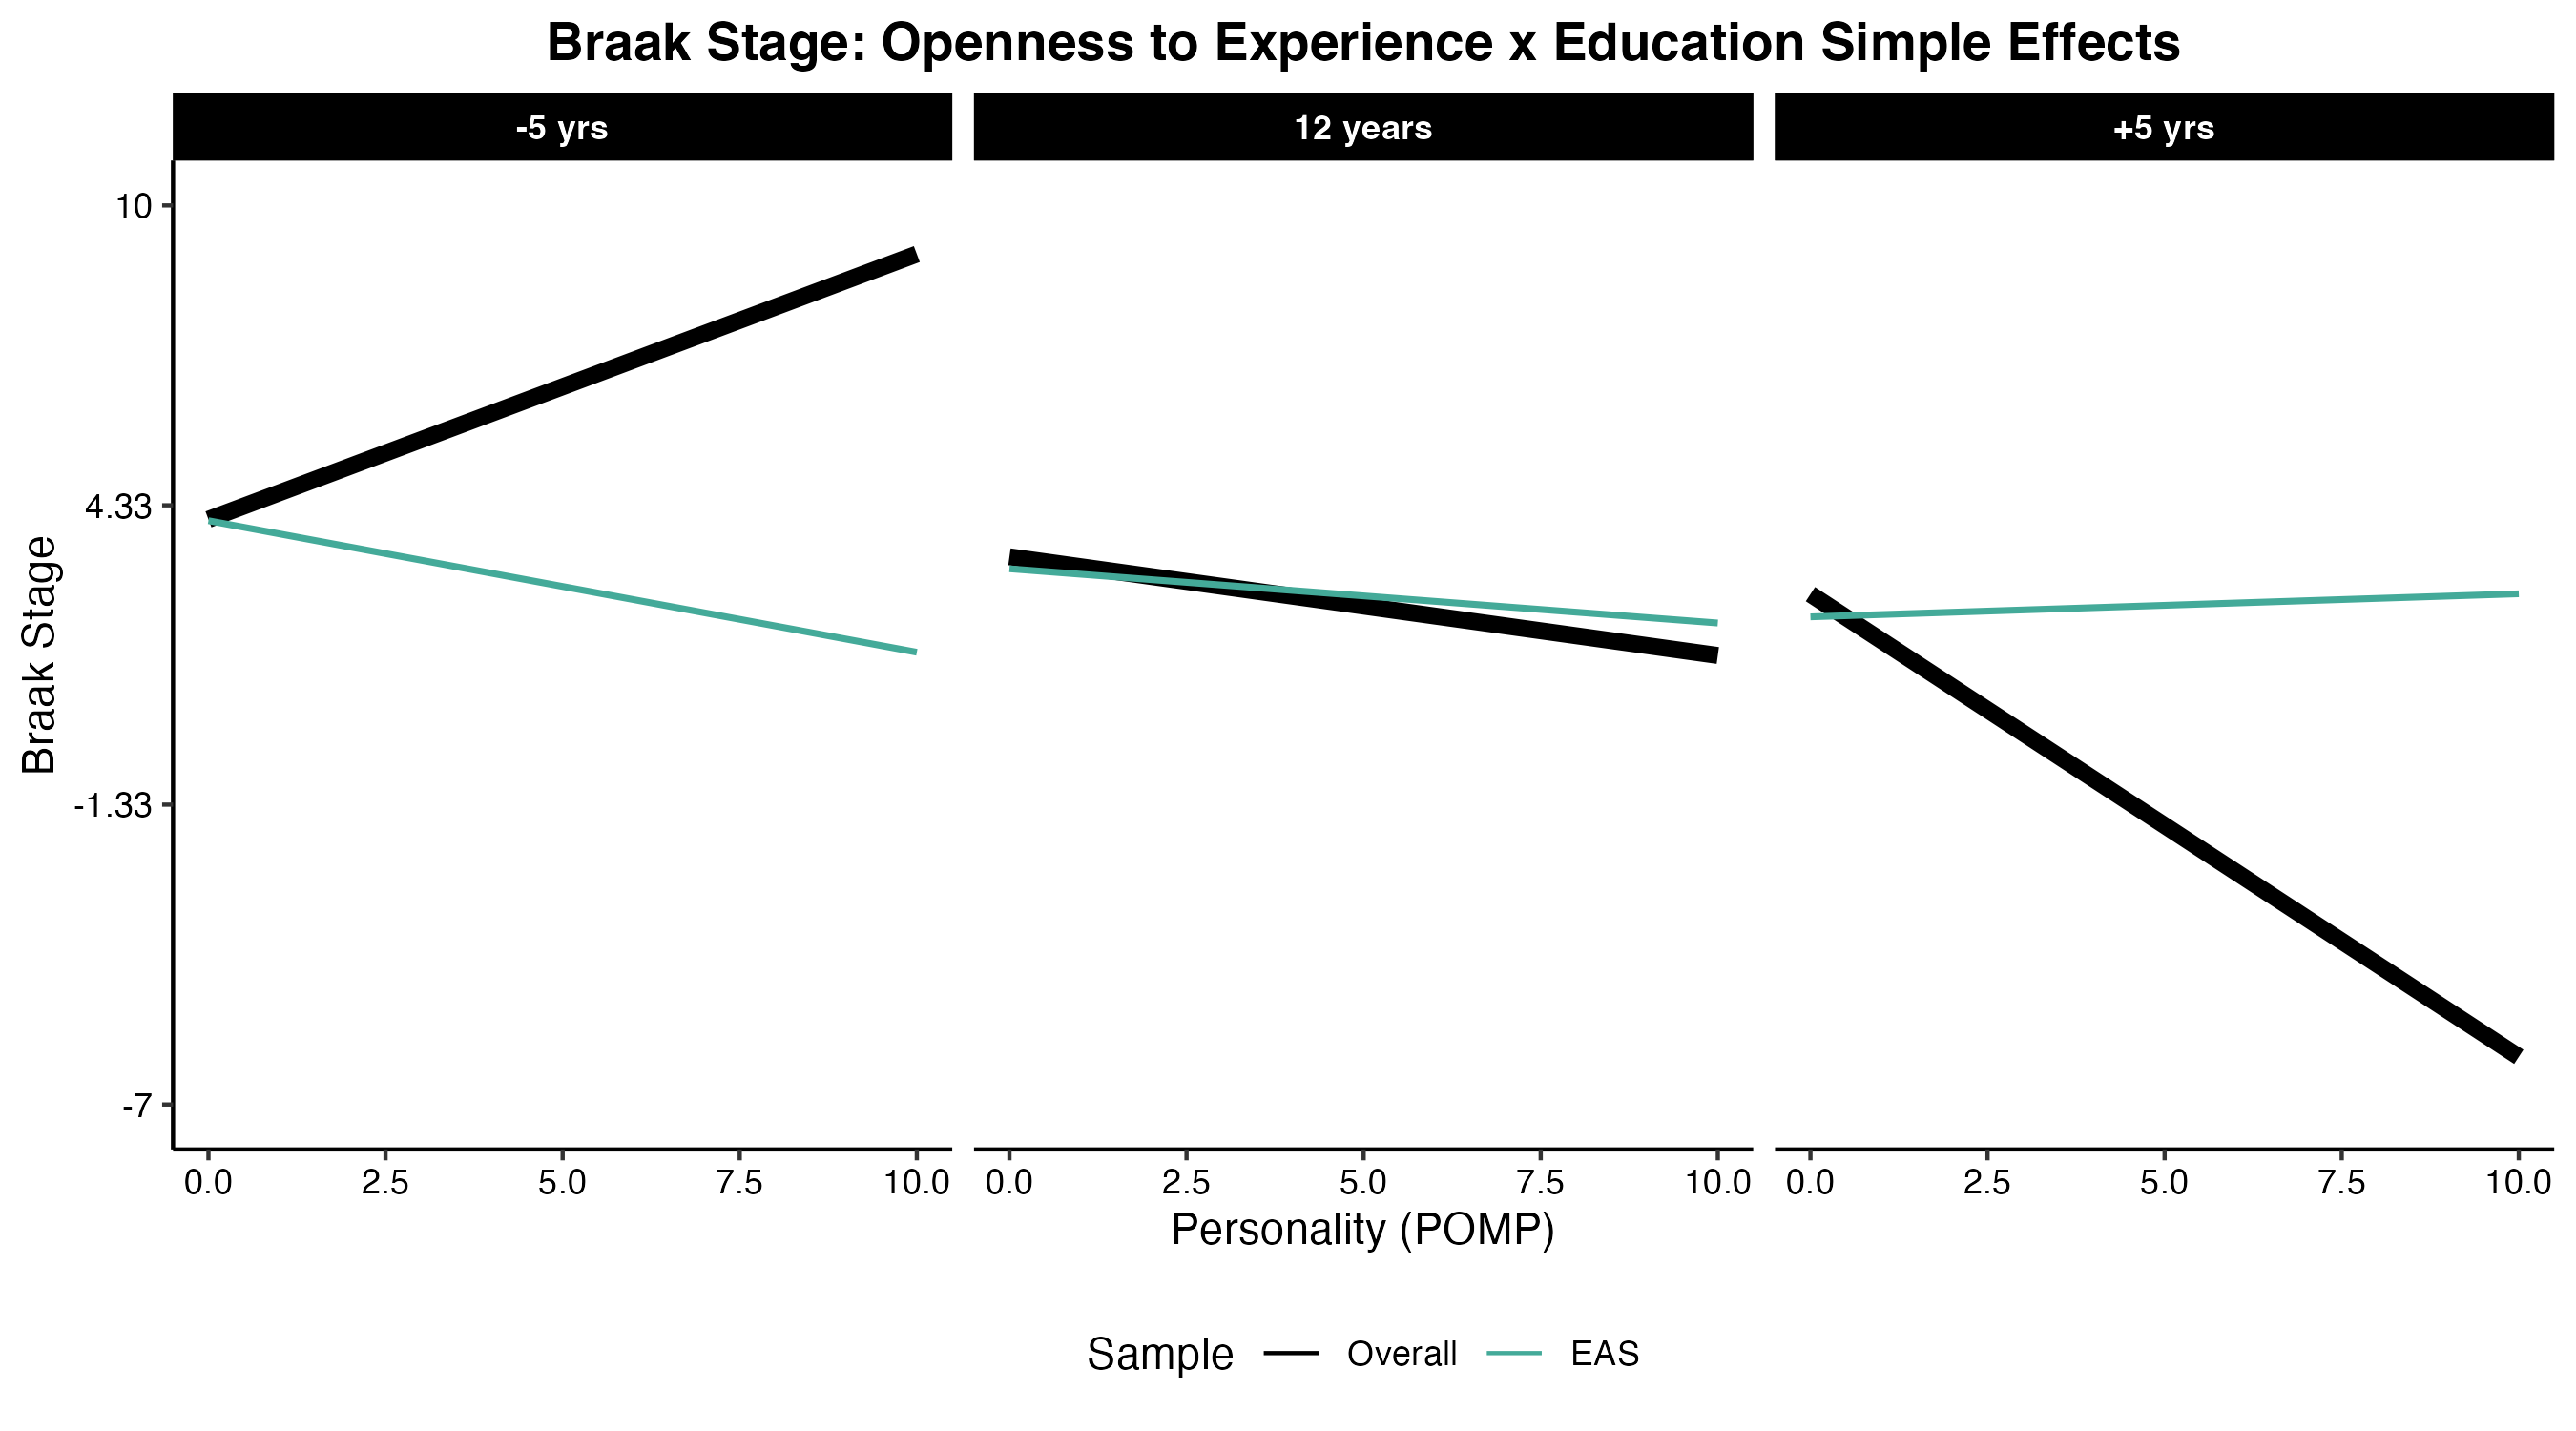 Braak Stage: Openness to Experience x Education Simple Effects
-5 yrs
12 years
+5 yrs
10
4.33
-1.33
-7
Braak Stage
0.0 2.5 5.0 7.5 10.0
0.0 2.5 5.0 7.5 10.0
0.0 2.5 5.0 7.5 10.0
Personality (POMP)
Sample Overall EAS